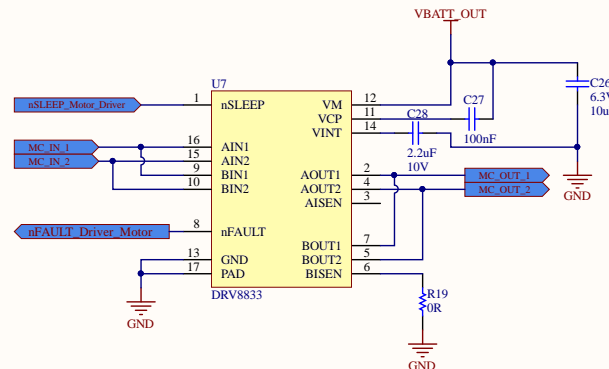 VBATT_OUT
U7
C26
6.3V
10u
C27
100nF
C28
2.2uF
10V
nSLEEP_Motor_Driver
1
nSLEEP
VM
12
VCP
11
VINT
14
MC_IN_1
16
AIN1
MC_IN_2
15
AIN2
9
BIN1
10
BIN2
AOUT1
2
MC_OUT_1
AOUT2
4
MC_OUT_2
AISEN
3
nFAULT_Driver_Motor
8
nFAULT
BOUT1
7
BOUT2
5
BISEN
6
13
GND
17
PAD
DRV8833
R19
0R
GND
GND
GND